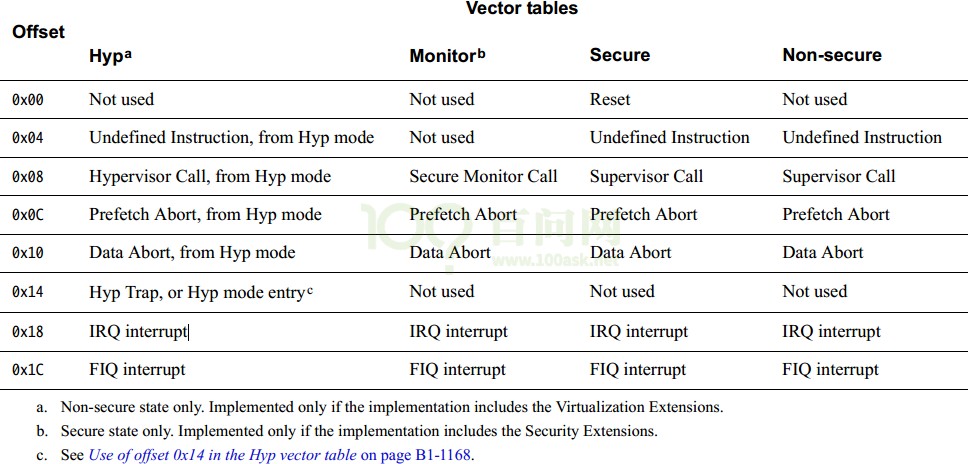 Vector tables
Offset
Hypa Monitorb Secure Non-secure
0x00 Not used Not used Reset Not used
0x04 Undefined Instruction, from Hyp mode Not used Undefined Instruction Undefined Instruction
0x08 Hypervisor Call, from Hyp mode Secure Monitor Call Supervisor Call Supervisor Call
0x0C Prefetch Abort, from Hyp mode Prefetch Abort Prefetch Abort Prefetch Abort
100 百问网
0x10 Data Abort, from Hyp mode Data Abort Data Abort Data Abort
www.100ask.net
0x14 Hyp Trap, or Hyp mode entryc Not used Not used Not used
0x18 IRQ interrupt IRQ interrupt IRQ interrupt IRQ interrupt
0x1C FIQ interrupt FIQ interrupt FIQ interrupt FIQ interrupt
a. Non-secure state only. Implemented only if the implementation includes the Virtualization Extensions.
b. Secure state only. Implemented only if the implementation includes the Security Extensions.
c. See Use of offset 0x14 in the Hyp vector table on page B1-1168.